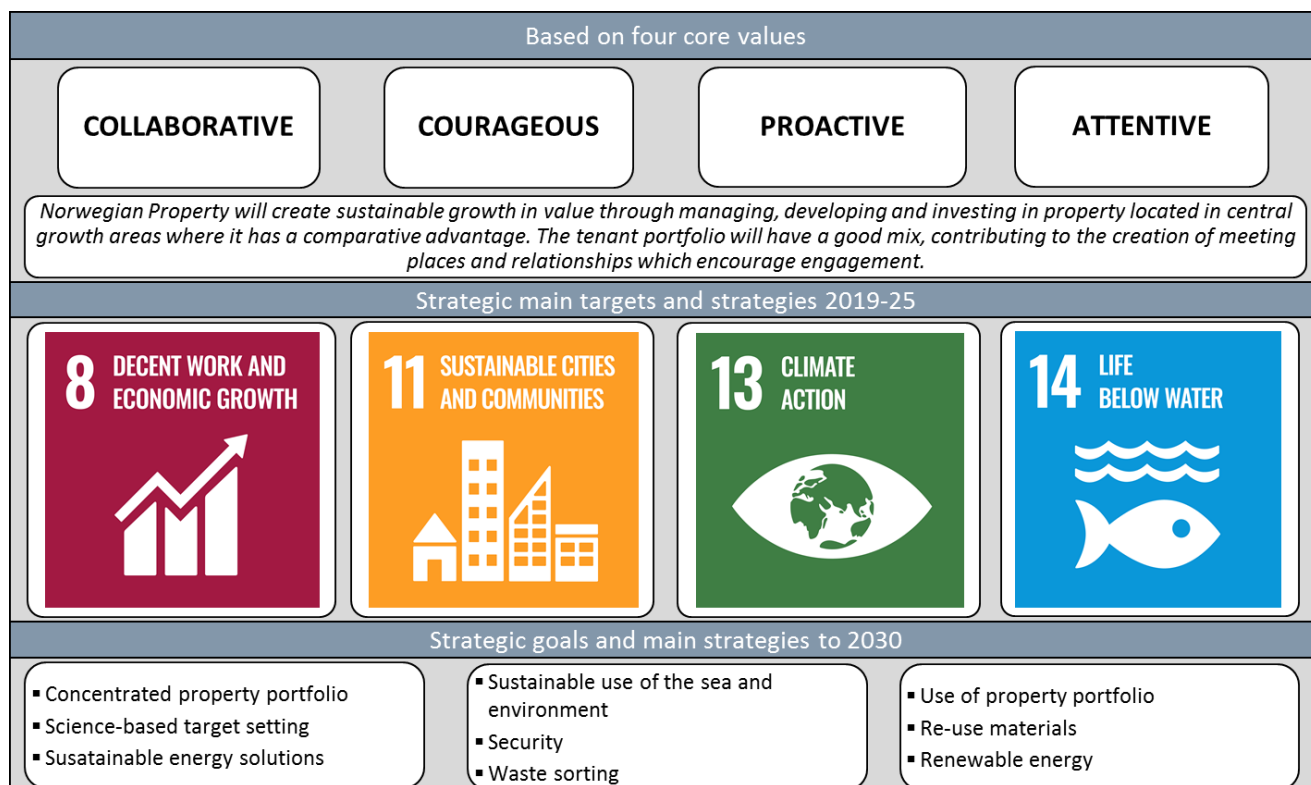 Based on four core values
COLLABORATIVE
COURAGEOUS
PROACTIVE
ATTENTIVE
Norwegian Property will create sustainable growth in value through managing, developing and investing in property located in central
growth areas where it has a comparative advantage. The tenant portfolio will have a good mix, contributing to the creation of meeting
places and relationships which encourage engagement.
Strategic main targets and strategies 2019-25
8 DECENT WORK AND
ECONOMIC GROWTH
11 SUSTAINABLE CITIES
AND COMMUNITIES
13 CLIMATE
ACTION
14 LIFE
BELOW WATER
Strategic goals and main strategies to 2030
▪ Concentrated property portfolio
▪ Science-based target setting
▪ Susatainable energy solutions
▪ Sustainable use of the sea and
environment
▪ Security
▪ Waste sorting
▪ Use of property portfolio
▪ Re-use materials
▪ Renewable energy